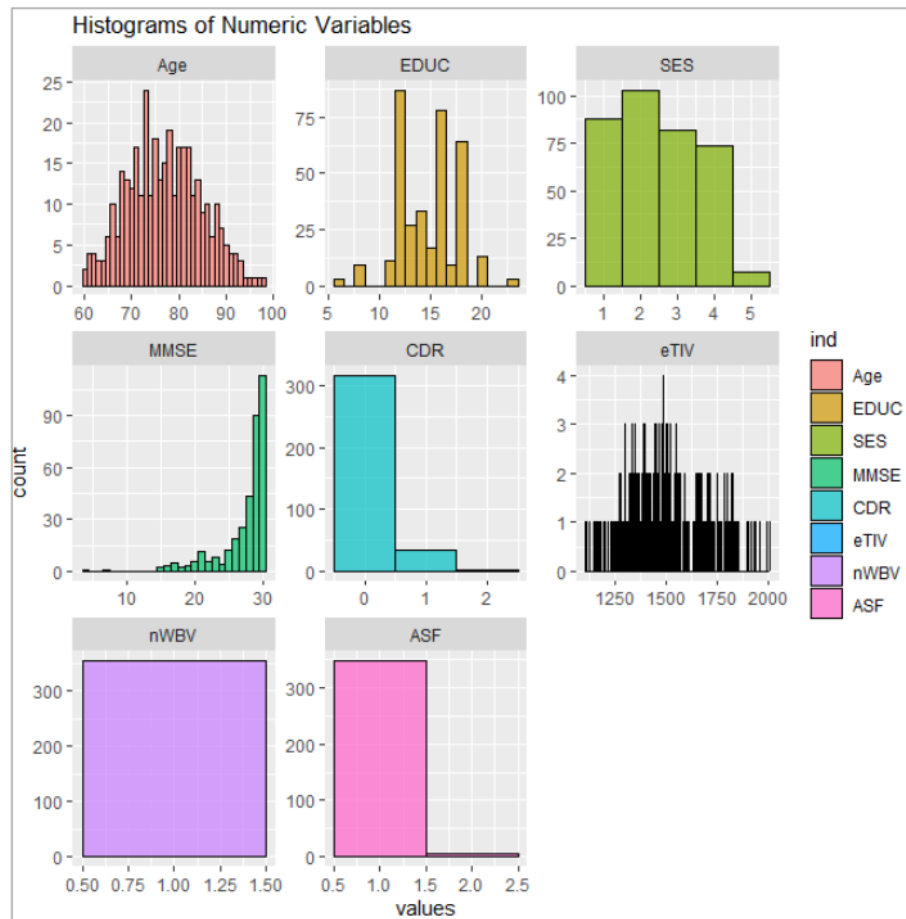 Histograms of Numeric Variables
Age EDUC SES
25
20
15
10
5
0
60 70 80 90 100
75
50
25
0
5 10 15 20
100
75
50
25
0
1 2 3 4 5
MMSE CDR eTIV
90
60
30
0
10 20 30
300
200
100
0
0 1 2
4
3
2
1
0
1250 1500 1750 2000
nWBV ASF
300
200
100
0
0.50 0.75 1.00 1.25 1.50
300
200
100
0
0.5 1.0 1.5 2.0 2.5
count
values
ind
Age
EDUC
SES
MMSE
CDR
eTIV
nWBV
ASF